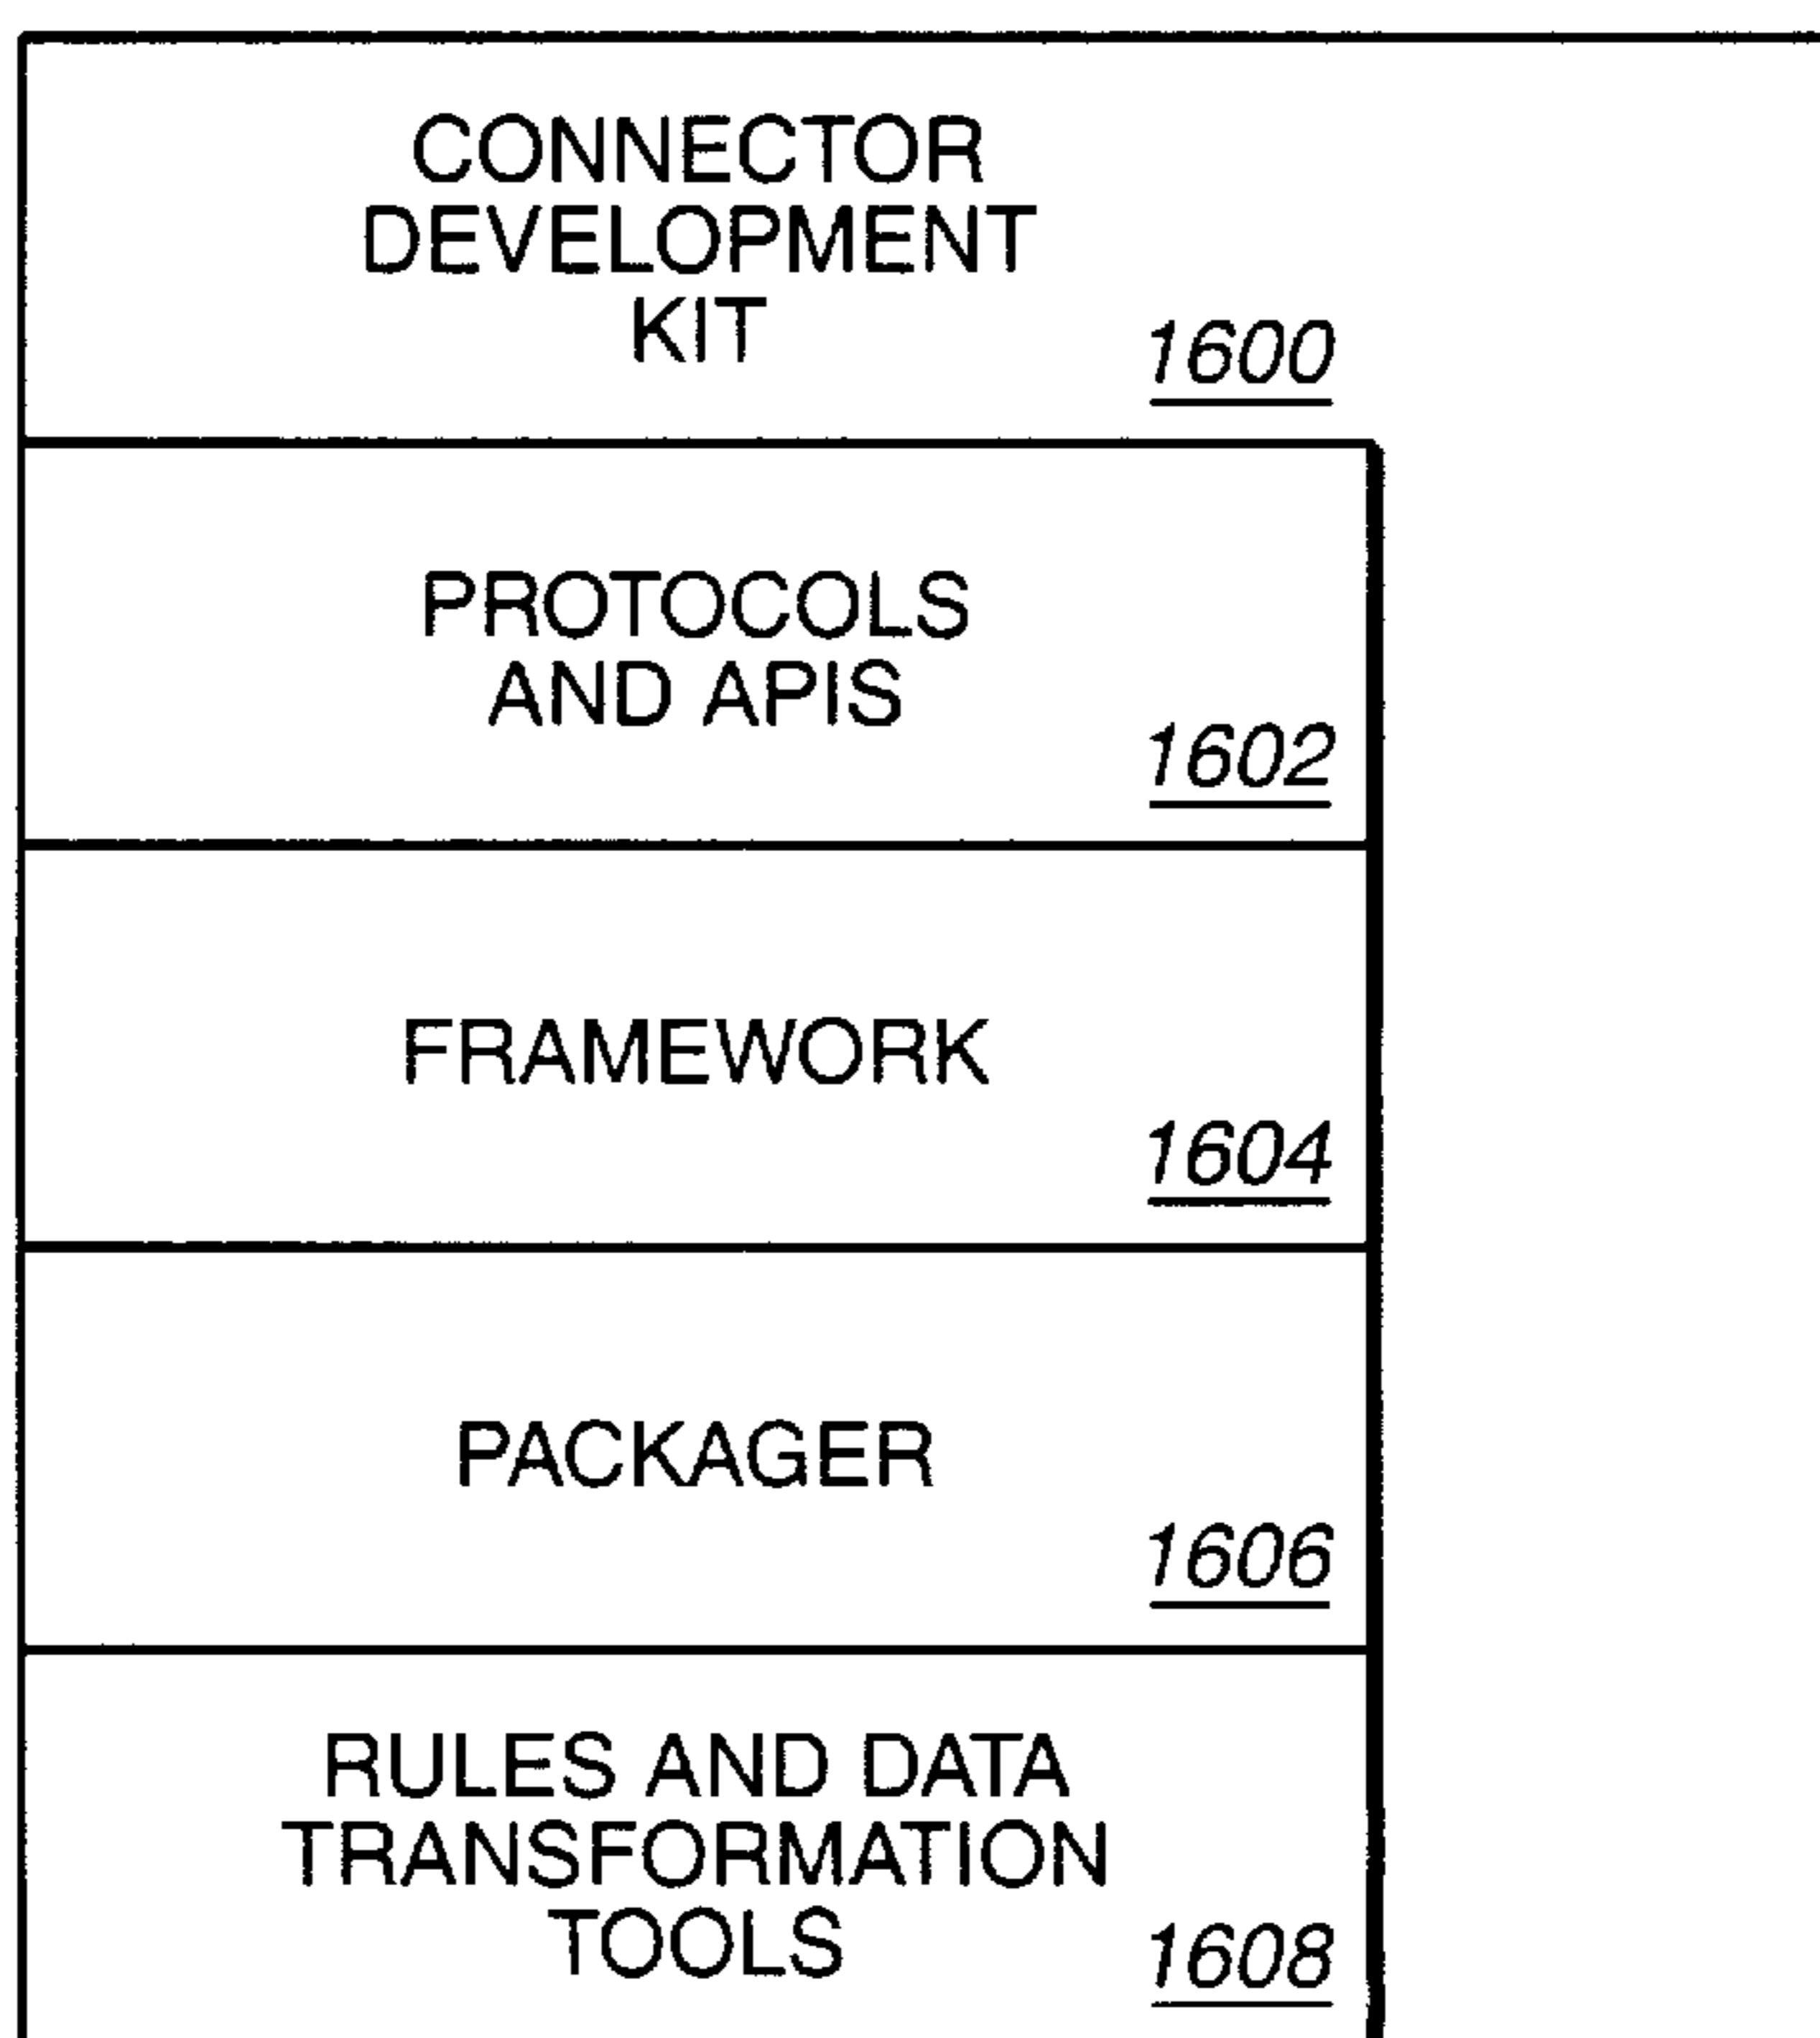 CONNECTOR
DEVELOPMENT
KIT
1600
PROTOCOLS
AND APIS
1602
FRAMEWORK
1604
PACKAGER
1606
RULES AND DATA
TRANSFORMATION
TOOLS
1608